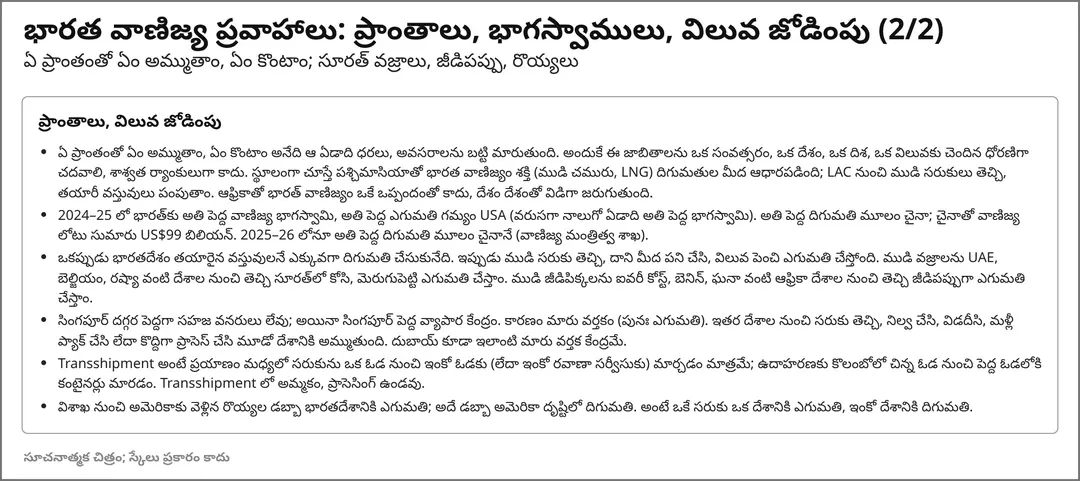 భారత వాణిజ్య ప్రవాహాలు: ప్రాంతాలు, భాగస్వాములు, విలువ జోడింపు (2/2)
ఏ ప్రాంతంతో ఏం అమ్ముతాం, ఏం కొంటాం; సూరత్ వజ్రాలు, జీడిపప్పు, రొయ్యలు
ప్రాంతాలు, విలువ జోడింపు
• ఏ ప్రాంతంతో ఏం అమ్ముతాం, ఏం కొంటాం అనేది ఆ ఏడాది ధరలు, అవసరాలను బట్టి మారుతుంది. అందుకే ఈ జాబితాలను ఒక సంవత్సరం, ఒక దేశం, ఒక దిశ, ఒక విలువకు చెందిన ధోరణిగా
చదవాలి, శాశ్వత ర్యాంకులుగా కాదు. స్థూలంగా చూస్తే పశ్చిమాసియాతో భారత వాణిజ్యం శక్తి (ముడి చమురు, LNG) దిగుమతుల మీద ఆధారపడింది; LAC నుంచి ముడి సరుకులు తెచ్చి,
తయారీ వస్తువులు పంపుతాం. ఆఫ్రికాతో భారత్ వాణిజ్యం ఒకే ఒప్పందంతో కాదు, దేశం దేశంతో విడిగా జరుగుతుంది.
• 2024–25 లో భారత్‌కు అతి పెద్ద వాణిజ్య భాగస్వామి, అతి పెద్ద ఎగుమతి గమ్యం USA (వరుసగా నాలుగో ఏడాది అతి పెద్ద భాగస్వామి). అతి పెద్ద దిగుమతి మూలం చైనా; చైనాతో వాణిజ్య
లోటు సుమారు US$99 బిలియన్. 2025–26 లోనూ అతి పెద్ద దిగుమతి మూలం చైనానే (వాణిజ్య మంత్రిత్వ శాఖ).
• ఒకప్పుడు భారతదేశం తయారైన వస్తువులనే ఎక్కువగా దిగుమతి చేసుకునేది. ఇప్పుడు ముడి సరుకు తెచ్చి, దాని మీద పని చేసి, విలువ పెంచి ఎగుమతి చేస్తోంది. ముడి వజ్రాలను UAE,
బెల్జియం, రష్యా వంటి దేశాల నుంచి తెచ్చి సూరత్‌లో కోసి, మెరుగుపెట్టి ఎగుమతి చేస్తాం. ముడి జీడిపిక్కలను ఐవరీ కోస్ట్, బెనిన్, ఘనా వంటి ఆఫ్రికా దేశాల నుంచి తెచ్చి జీడిపప్పుగా ఎగుమతి
చేస్తాం.
• సింగపూర్ దగ్గర పెద్దగా సహజ వనరులు లేవు; అయినా సింగపూర్ పెద్ద వ్యాపార కేంద్రం. కారణం మారు వర్తకం (పునః ఎగుమతి). ఇతర దేశాల నుంచి సరుకు తెచ్చి, నిల్వ చేసి, విడదీసి, మళ్లీ
ప్యాక్ చేసి లేదా కొద్దిగా ప్రాసెస్ చేసి మూడో దేశానికి అమ్ముతుంది. దుబాయ్ కూడా ఇలాంటి మారు వర్తక కేంద్రమే.
• Transshipment అంటే ప్రయాణం మధ్యలో సరుకును ఒక ఓడ నుంచి ఇంకో ఓడకు (లేదా ఇంకో రవాణా సర్వీసుకు) మార్చడం మాత్రమే; ఉదాహరణకు కొలంబోలో చిన్న ఓడ నుంచి పెద్ద ఓడలోకి
కంటైనర్లు మారడం. Transshipment లో అమ్మకం, ప్రాసెసింగ్ ఉండవు.
• విశాఖ నుంచి అమెరికాకు వెళ్లిన రొయ్యల డబ్బా భారతదేశానికి ఎగుమతి; అదే డబ్బా అమెరికా దృష్టిలో దిగుమతి. అంటే ఒకే సరుకు ఒక దేశానికి ఎగుమతి, ఇంకో దేశానికి దిగుమతి.
సూచనాత్మక చిత్రం; స్కేలు ప్రకారం కాదు